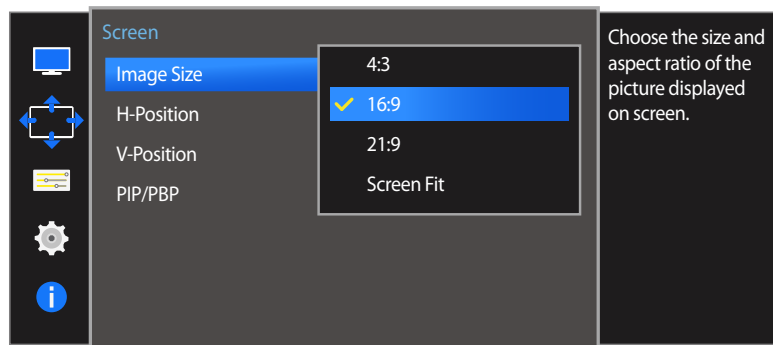 Screen
Image Size
H-Position
V-Position
PIP/PBP
4:3
16:9
21:9
Screen Fit
Choose the size and
aspect ratio of the
picture displayed
on screen.
i